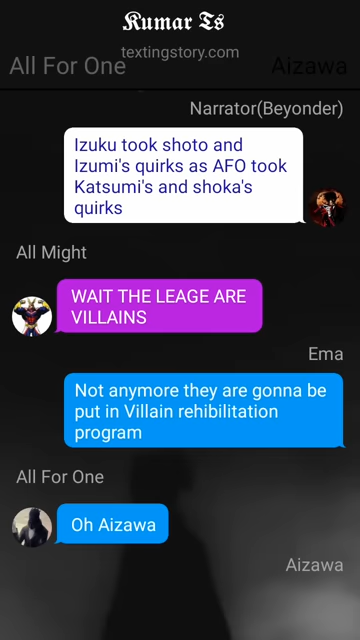 Kumar Ts
textingstory.com
All For One
Aizawa
Narrator(Beyonder)
Izuku took shoto and
Izumi's quirks as AFO took
Katsumi's and shoka's
quirks
All Might
WAIT THE LEAGE ARE
VILLAINS
Ema
Not anymore they are gonna be
put in Villain rehibilitation
program
All For One
Oh Aizawa
Aizawa